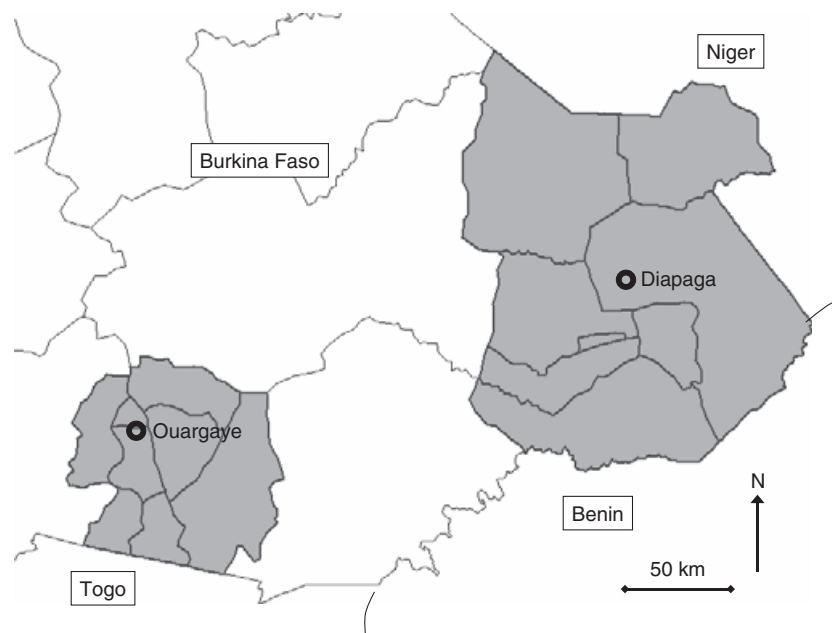 Niger
Burkina Faso
Diapaga
Ouargaye
N
Benin
50 km
Togo